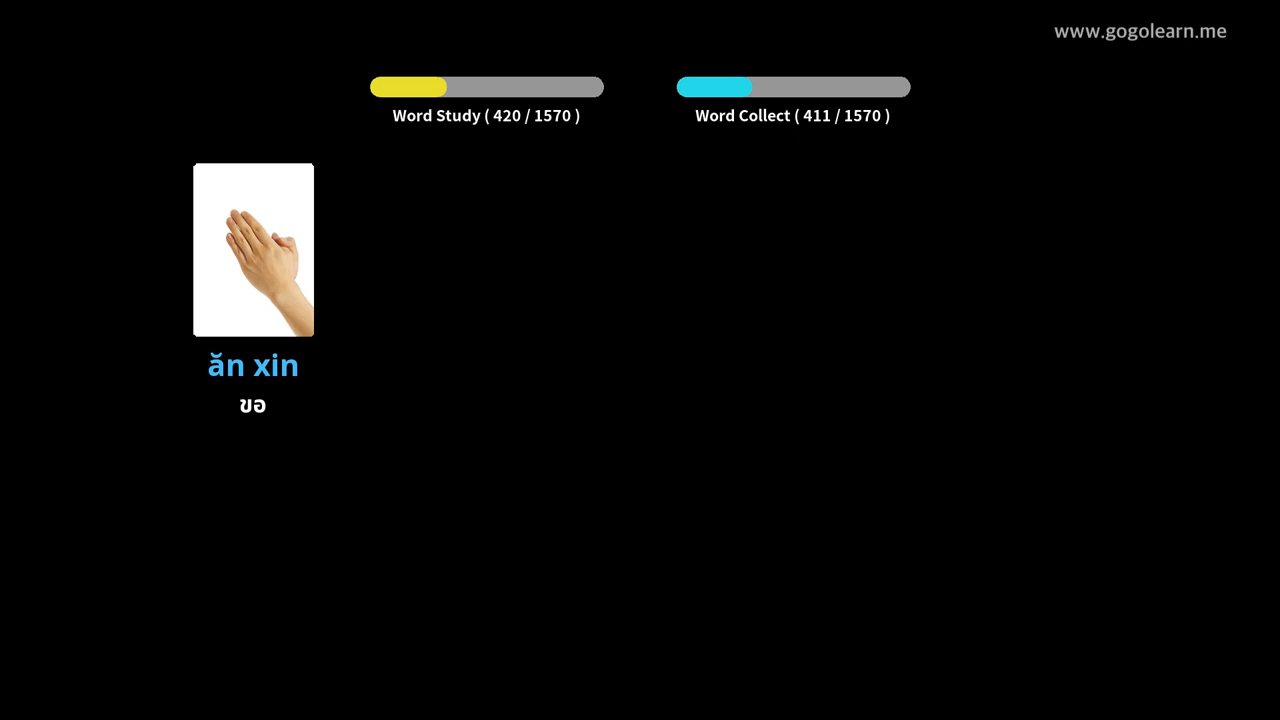 www.gogolearn.me
Word Study ( 420 / 1570 )
Word Collect ( 411 / 1570 )
ăn xin
ขอ